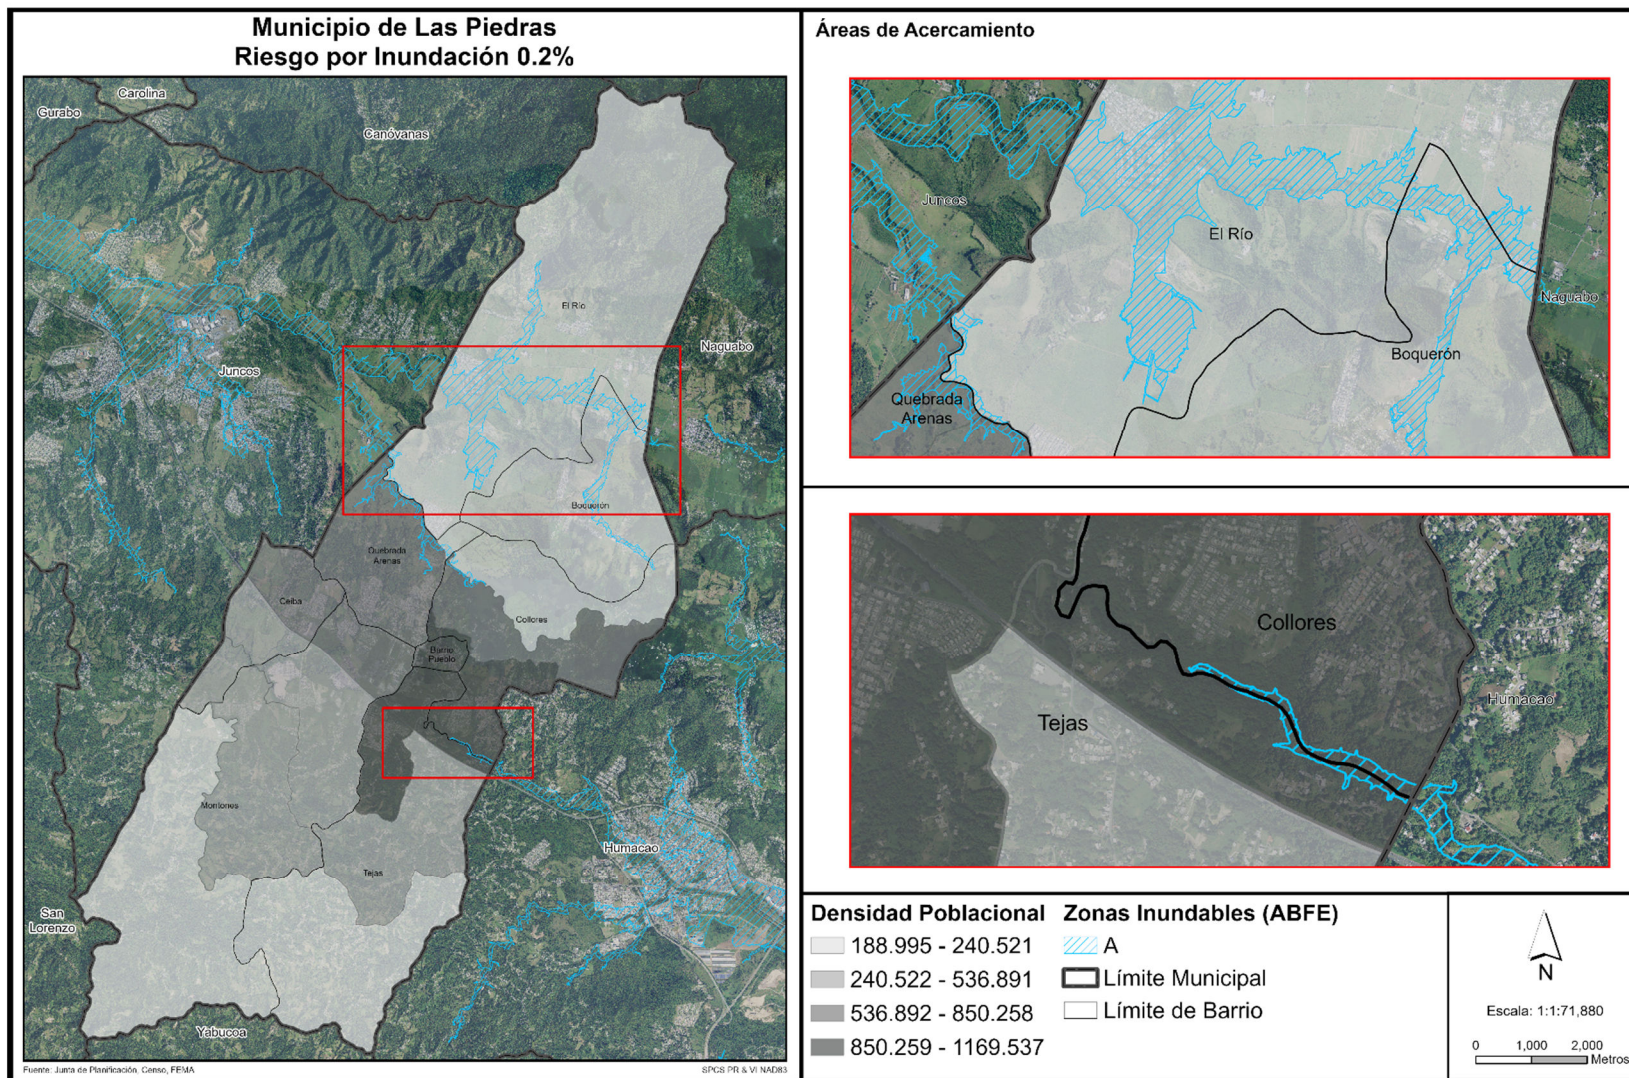 Municipio de Las Piedras
Riesgo por Inundación 0.2%
Carolina
Gurabo
Canóvanas
El Río
Naguabo
Juncos
Boquerón
Quebrada
Arenas
Ceiba
Collores
Barrio
Pueblo
Montones
Humacao
Tejas
San
Lorenzo
Yabucoa
Fuente: Junta de Planificación, Censo, FEMA
SPCS PR & VI NAD83
Áreas de Acercamiento
Juncos
El Río
Naguabo
Boquerón
Quebrada
Arenas
Collores
Humacao
Tejas
Densidad Poblacional
188.995 - 240.521
240.522 - 536.891
536.892 - 850.258
850.259 - 1169.537
Zonas Inundables (ABFE)
A
Límite Municipal
Límite de Barrio
N
Escala: 1:1:71,880
0 1,000 2,000
Metros